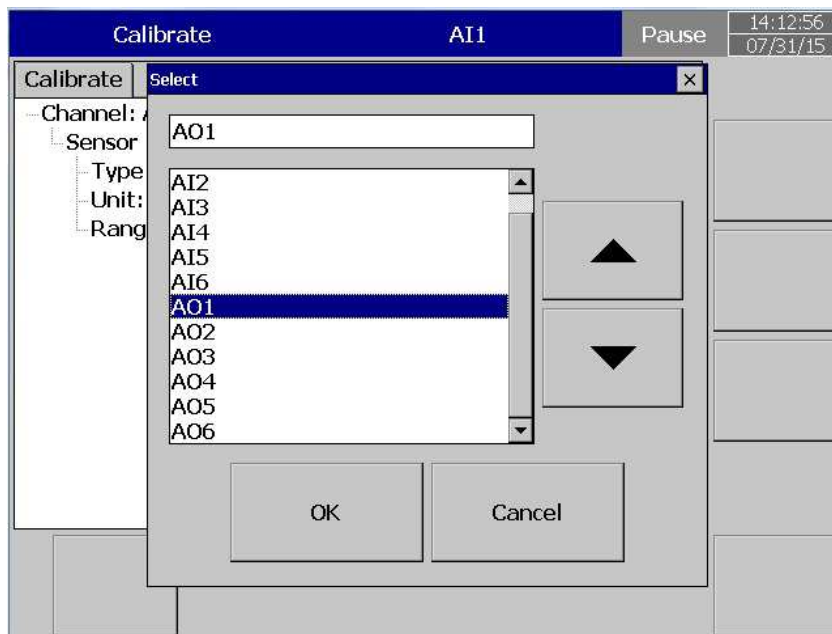 Calibrate AI1 Pause 14:12:56
07/31/15
Calibrate
Select
Channel:
Sensor
Type
Unit:
Rang
AO1
AI2
AI3
AI4
AI5
AI6
AO1
AO2
AO3
AO4
AO5
AO6
OK Cancel